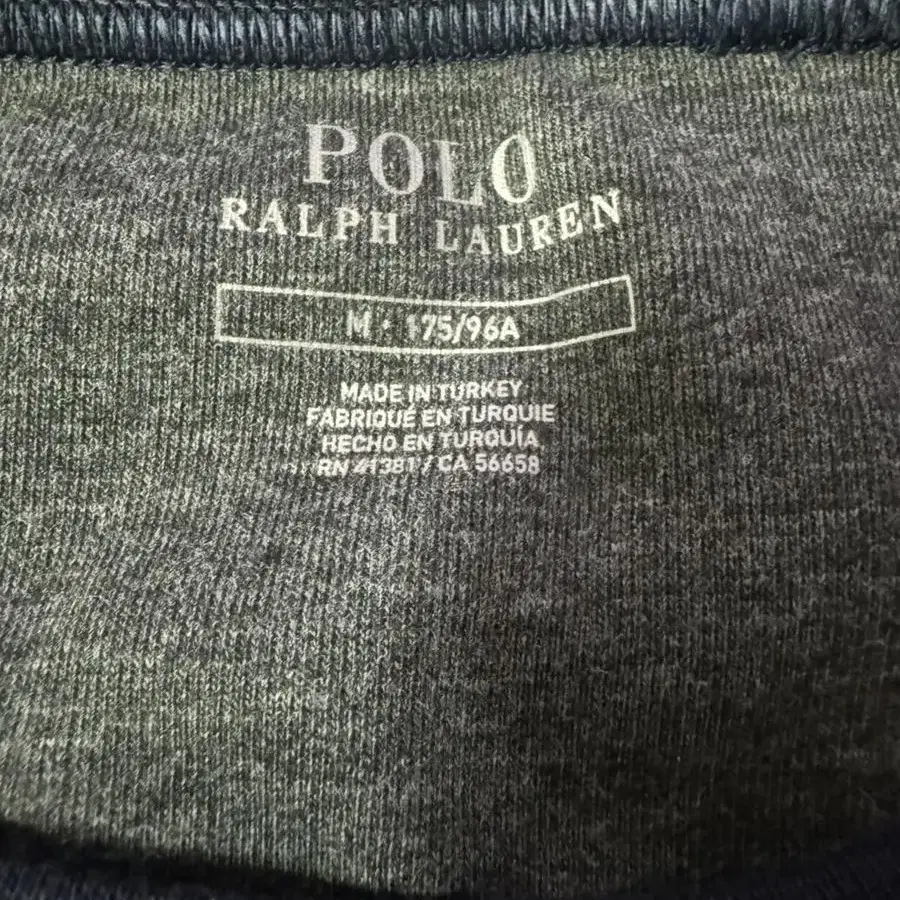 POLO
RALPH LAUREN
M · 175/96A
MADE IN TURKEY
FABRIQUÉ EN TURQUIE
HECHO EN TURQUÍA
RN 41381 / CA 56658